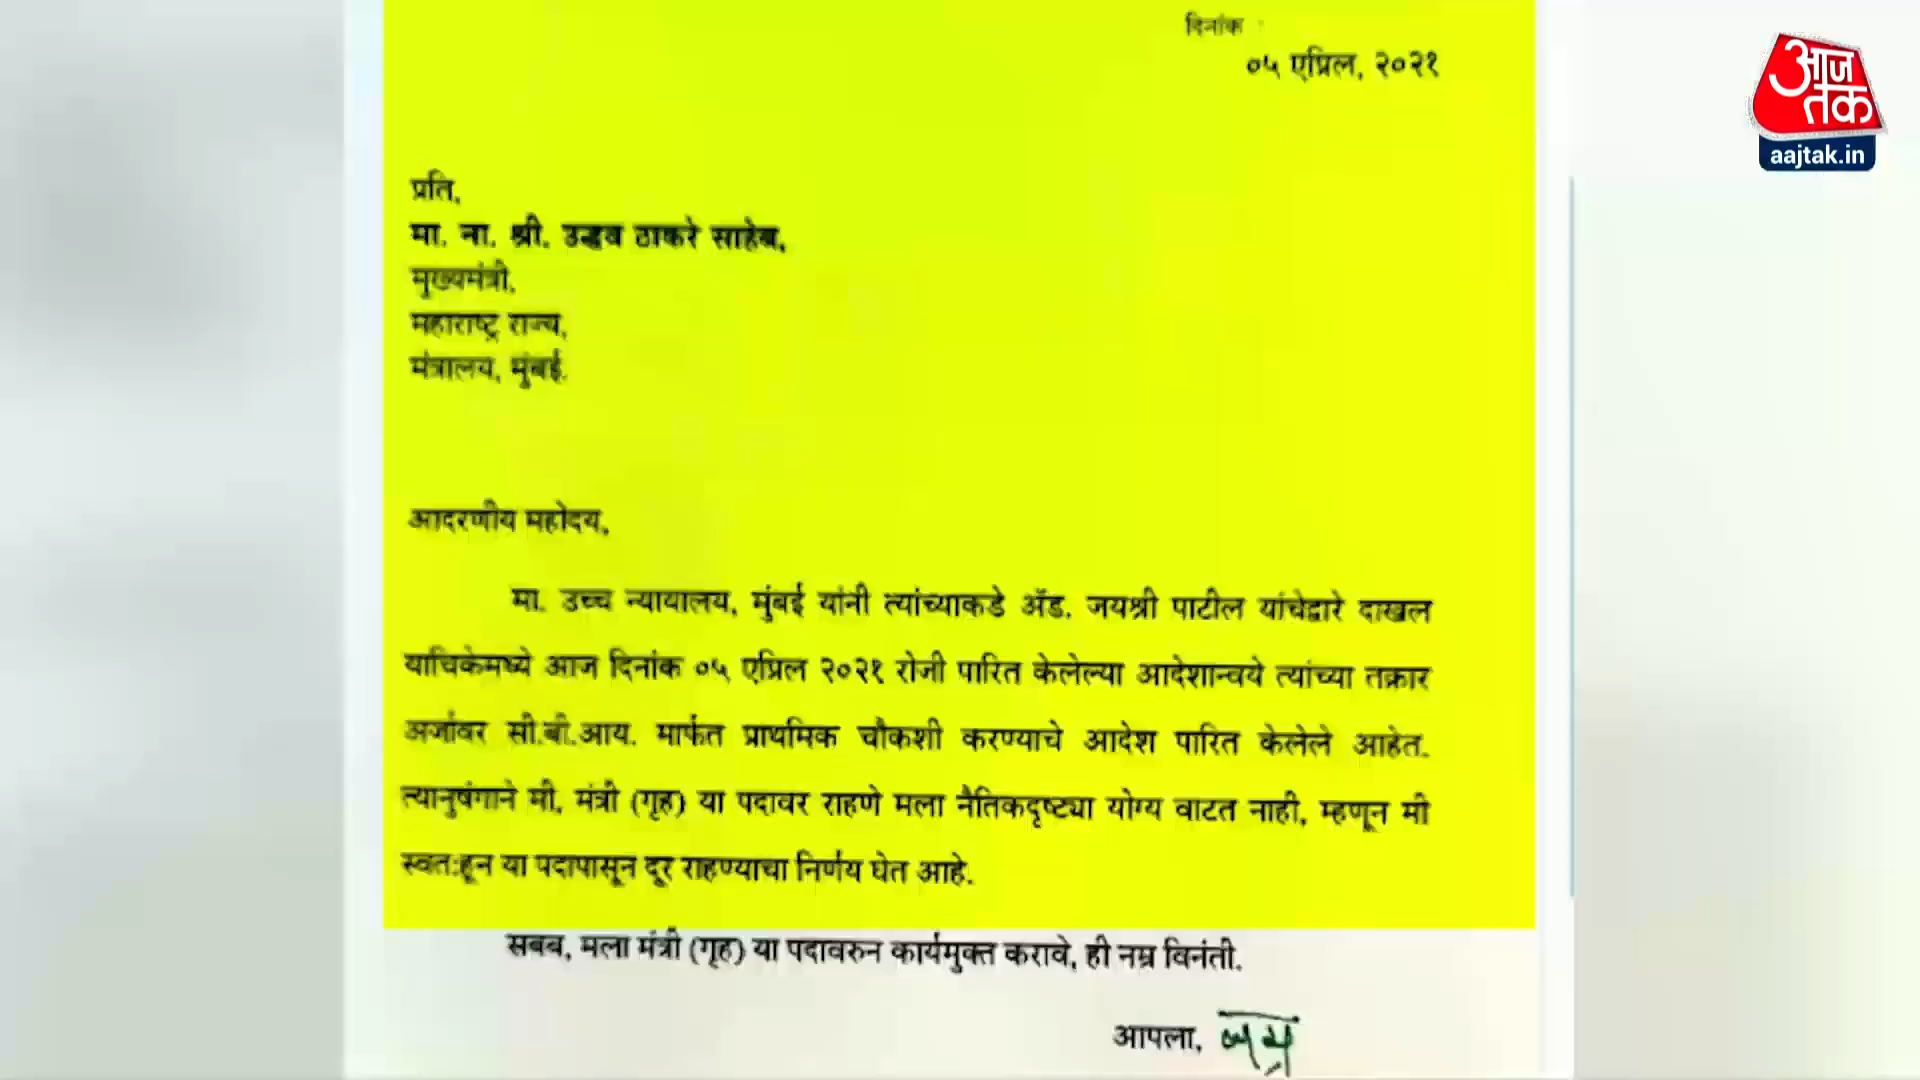 दिनांक :
०५ एप्रिल, २०२१
आज
तक
aajtak.in
प्रति,
मा. ना. श्री. उद्धव ठाकरे साहेब,
मुख्यमंत्री,
महाराष्ट्र राज्य,
मंत्रालय, मुंबई.
आदरणीय महोदय,
मा. उच्च न्यायालय, मुंबई यांनी त्यांच्याकडे ॲड. जयश्री पाटील यांचेद्वारे दाखल
याचिकेमध्ये आज दिनांक ०५ एप्रिल २०२१ रोजी पारित केलेल्या आदेशान्वये त्यांच्या तक्रार
अर्जावर सी.बी.आय. मार्फत प्राथमिक चौकशी करण्याचे आदेश पारित केलेले आहेत.
त्यानुषंगाने मी, मंत्री (गृह) या पदावर राहणे मला नैतिकदृष्ट्या योग्य वाटत नाही, म्हणून मी
स्वत:हून या पदापासून दूर राहण्याचा निर्णय घेत आहे.
सबब, मला मंत्री (गृह) या पदावरुन कार्यमुक्त करावे, ही नम्र विनंती.
आपला,